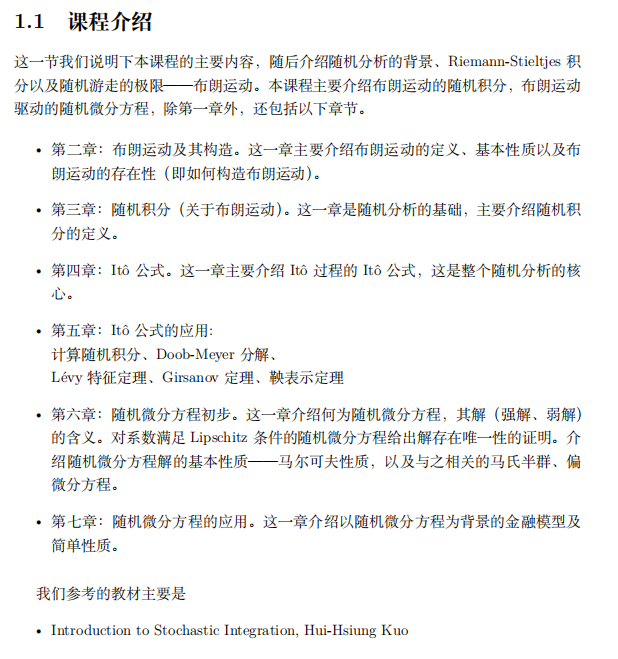 1.1 课程介绍
这一节我们说明下本课程的主要内容，随后介绍随机分析的背景、Riemann-Stieltjes 积
分以及随机游走的极限——布朗运动。本课程主要介绍布朗运动的随机积分，布朗运动
驱动的随机微分方程，除第一章外，还包括以下章节。
• 第二章：布朗运动及其构造。这一章主要介绍布朗运动的定义、基本性质以及布
朗运动的存在性（即如何构造布朗运动）。
• 第三章：随机积分（关于布朗运动）。这一章是随机分析的基础，主要介绍随机积
分的定义。
• 第四章：Itô 公式。这一章主要介绍 Itô 过程的 Itô 公式，这是整个随机分析的核
心。
• 第五章：Itô 公式的应用:
计算随机积分、Doob-Meyer 分解、
Lévy 特征定理、Girsanov 定理、鞅表示定理
• 第六章：随机微分方程初步。这一章介绍何为随机微分方程，其解（强解、弱解）
的含义。对系数满足 Lipschitz 条件的随机微分方程给出解存在唯一性的证明。介
绍随机微分方程解的基本性质——马尔可夫性质，以及与之相关的马氏半群、偏
微分方程。
• 第七章：随机微分方程的应用。这一章介绍以随机微分方程为背景的金融模型及
简单性质。
我们参考的教材主要是
• Introduction to Stochastic Integration, Hui-Hsiung Kuo